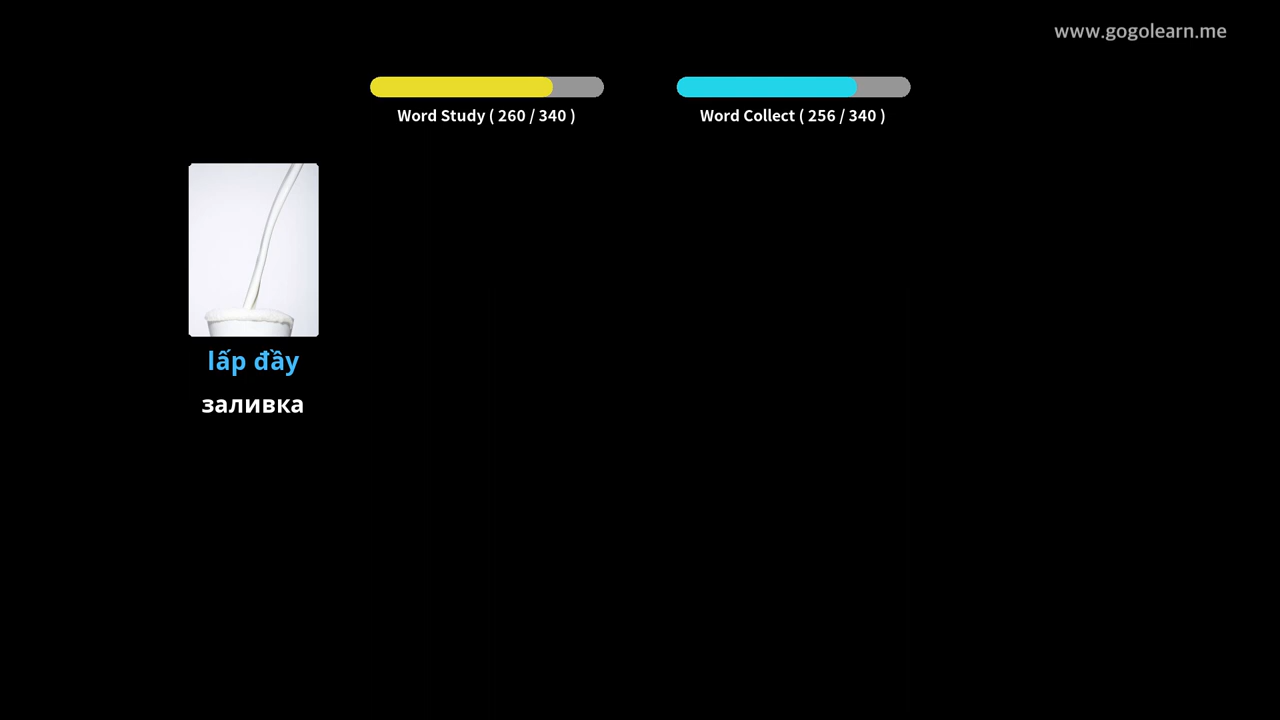 www.gogolearn.me
Word Study ( 260 / 340 )
Word Collect ( 256 / 340 )
lấp đầy
заливка